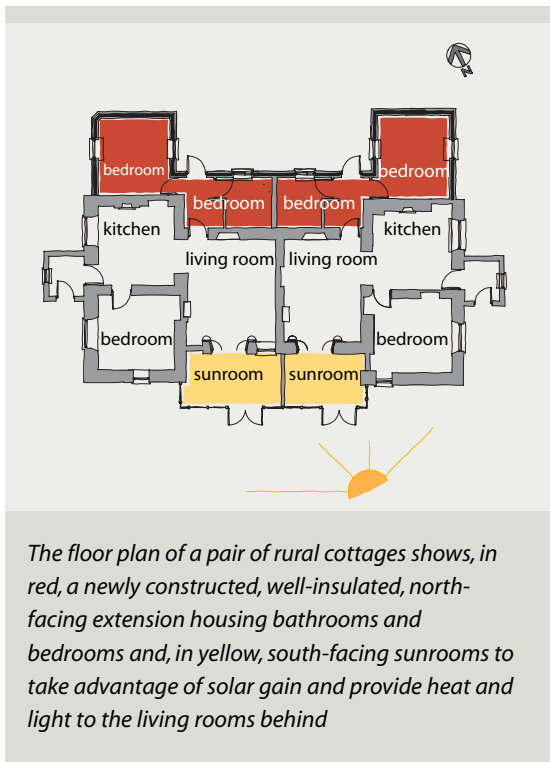 N
bedroom
bedroom
bedroom
bedroom
kitchen
kitchen
living room
living room
bedroom
bedroom
sunroom
sunroom
The floor plan of a pair of rural cottages shows, in
red, a newly constructed, well-insulated, north-
facing extension housing bathrooms and
bedrooms and, in yellow, south-facing sunrooms to
take advantage of solar gain and provide heat and
light to the living rooms behind